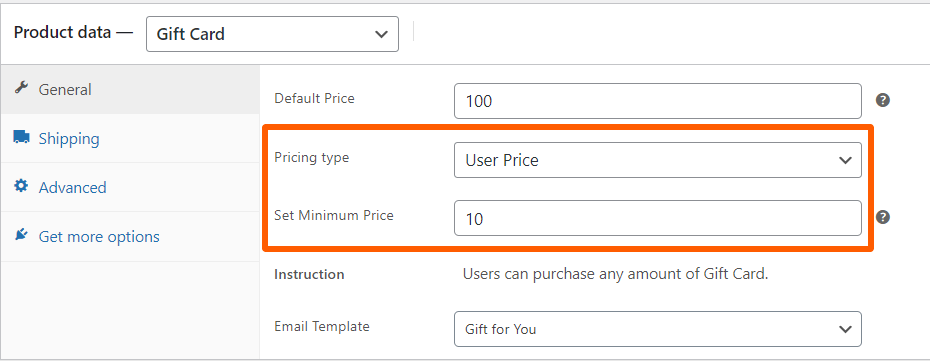 Product data — Gift Card
General
Shipping
Advanced
Get more options
Default Price 100 ?
Pricing type User Price
Set Minimum Price 10 ?
Instruction Users can purchase any amount of Gift Card.
Email Template Gift for You